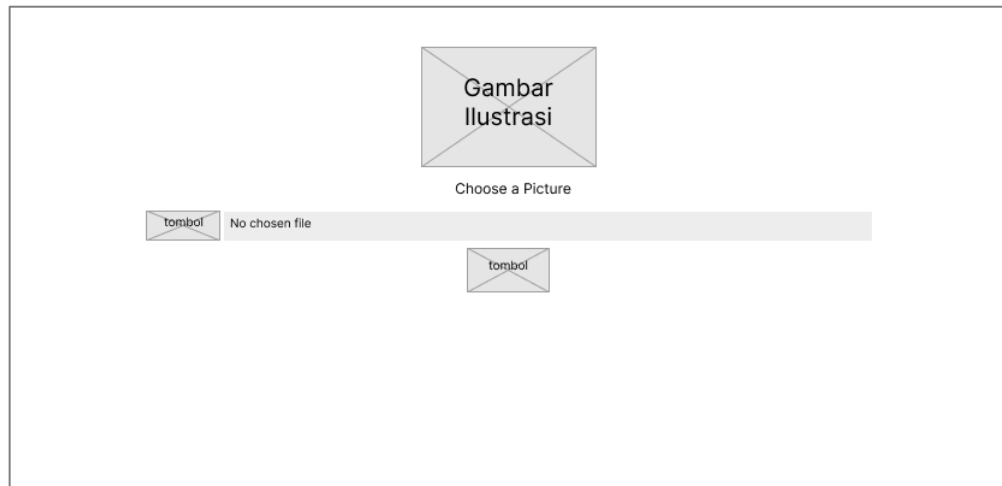 Gambar
Ilustrasi
Choose a Picture
tombol No chosen file
tombol